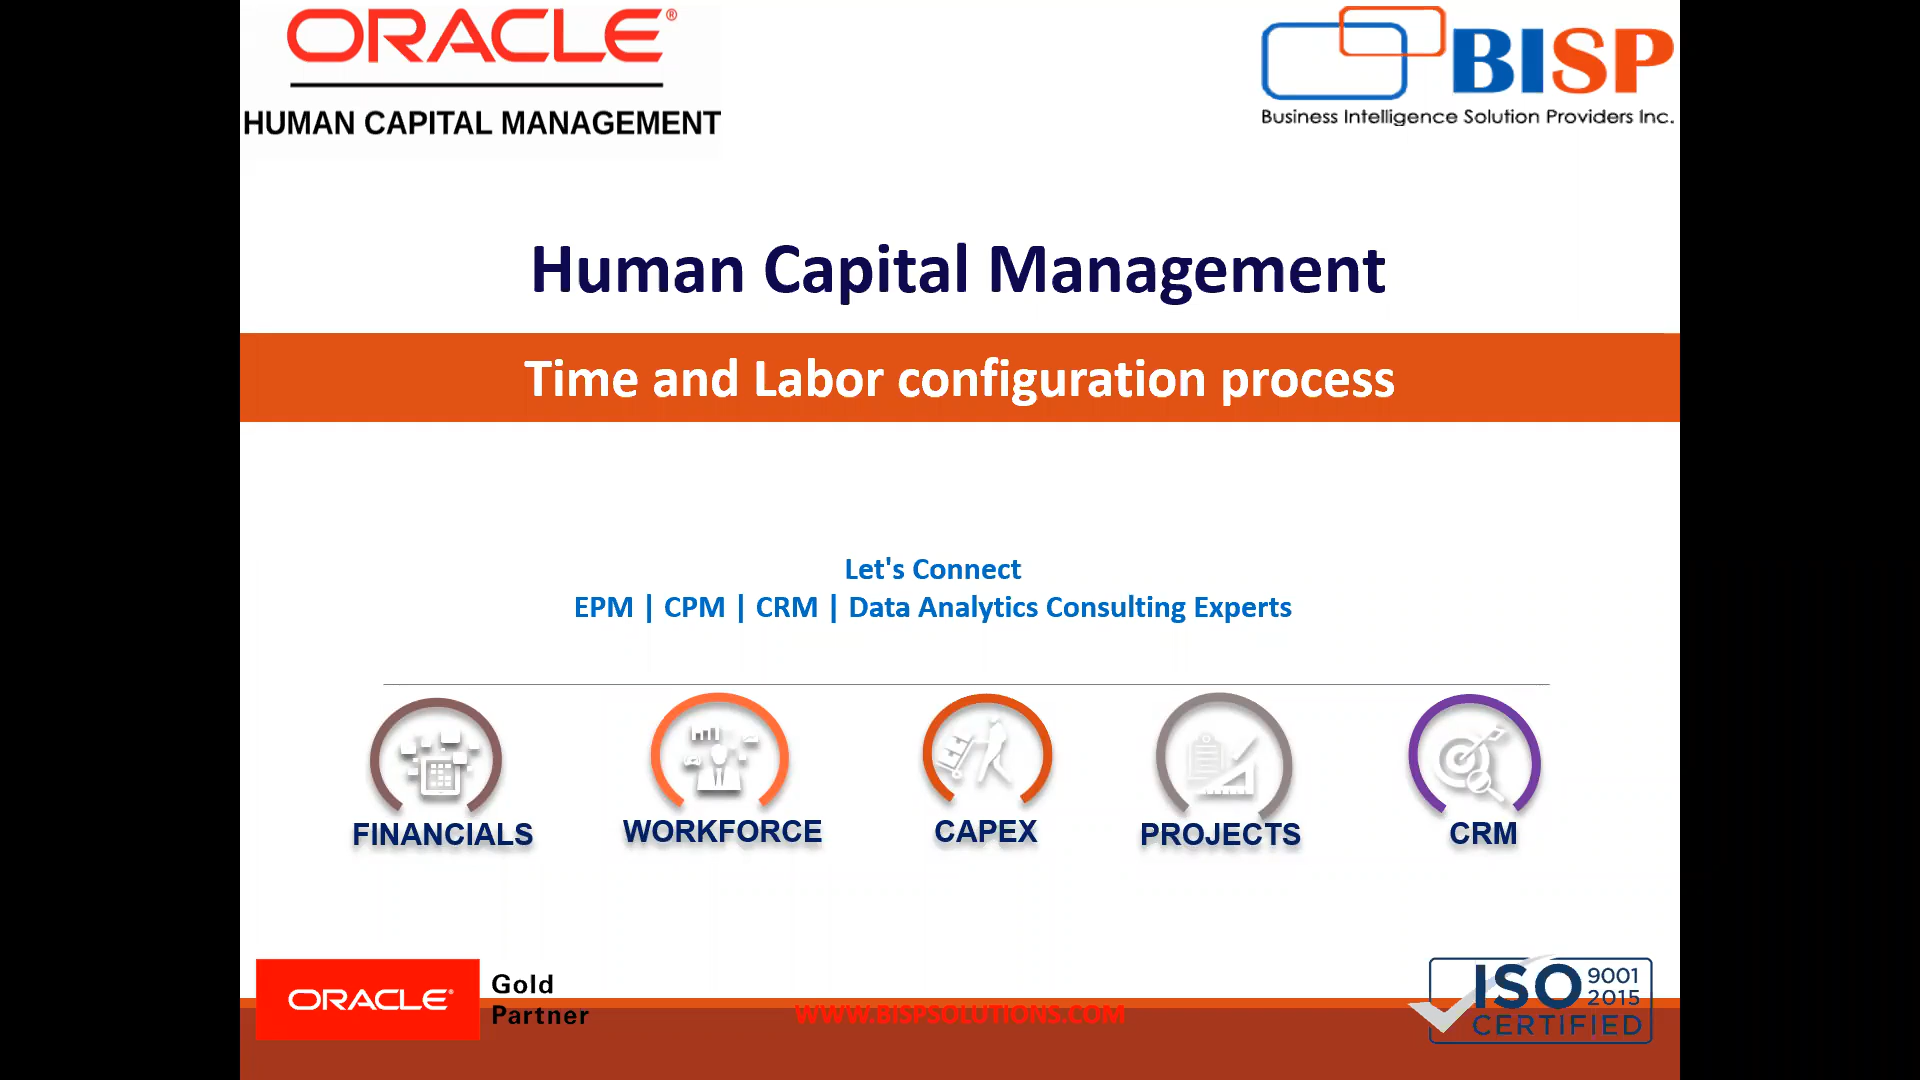 ORACLE®
HUMAN CAPITAL MANAGEMENT
BISP
Business Intelligence Solution Providers Inc.
Human Capital Management
Time and Labor configuration process
Let's Connect
EPM | CPM | CRM | Data Analytics Consulting Experts
FINANCIALS
WORKFORCE
CAPEX
PROJECTS
CRM
ORACLE®
Gold
Partner
WWW.BISPSOLUTIONS.COM
ISO 9001
2015
CERTIFIED